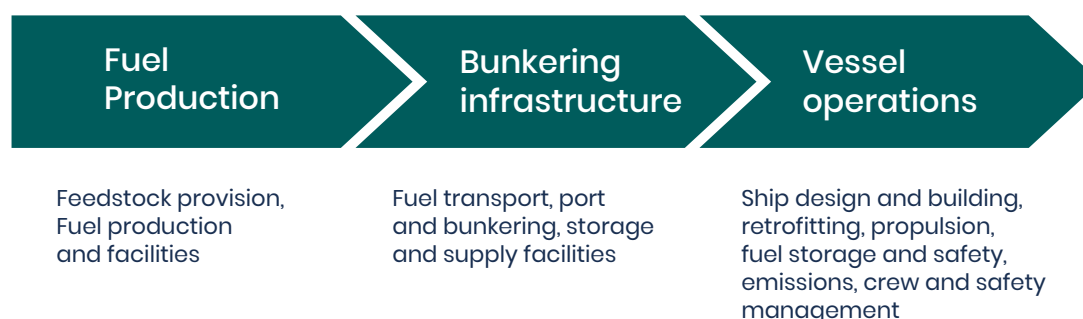 Fuel
Production
Bunkering
infrastructure
Vessel
operations
Feedstock provision,
Fuel production
and facilities
Fuel transport, port
and bunkering, storage
and supply facilities
Ship design and building,
retrofitting, propulsion,
fuel storage and safety,
emissions, crew and safety
management